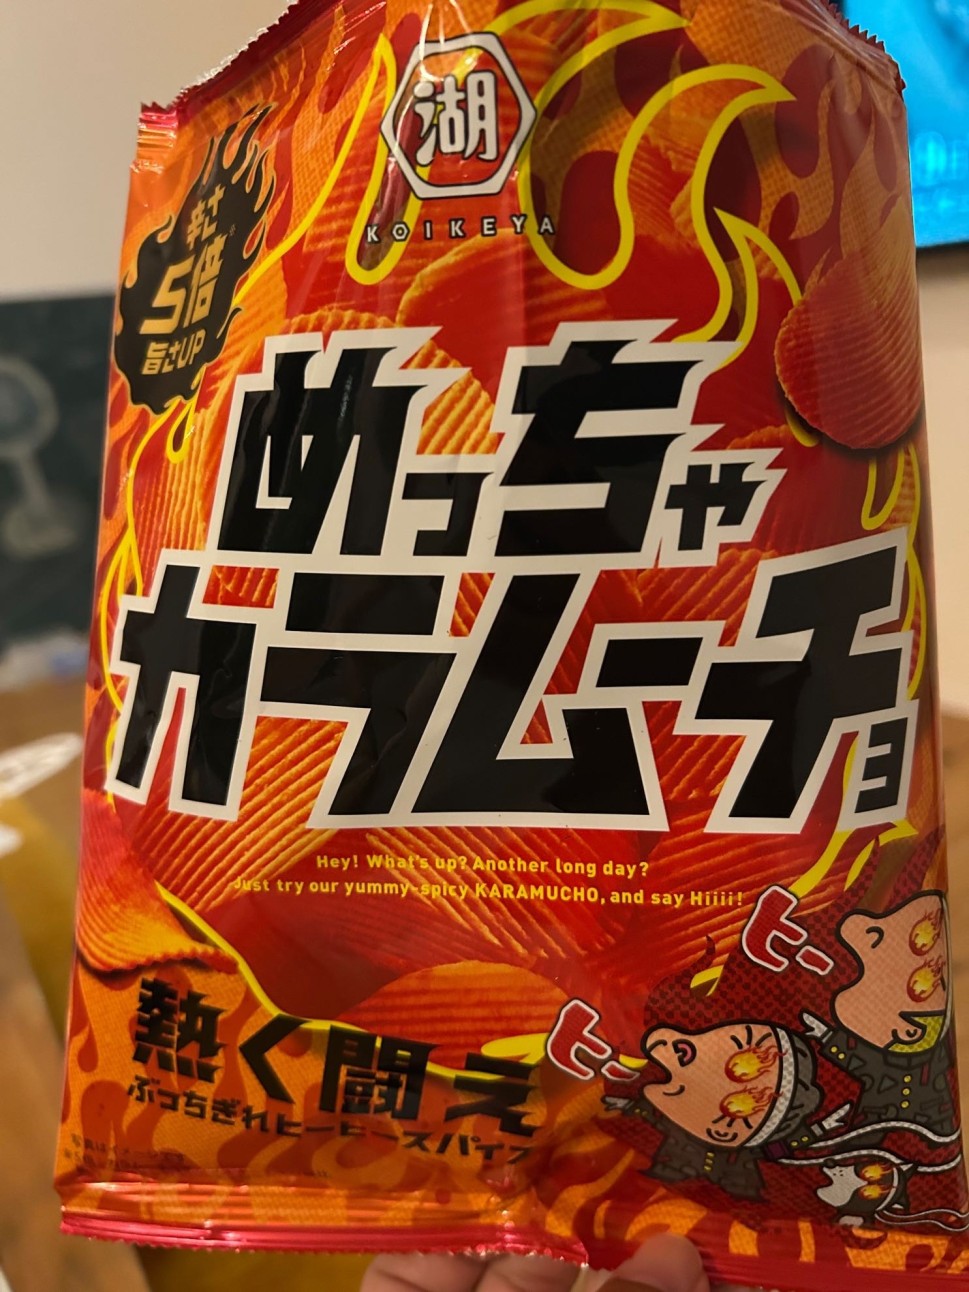 湖
KOIKEYA
辛さ
5倍※
旨さUP
めっちゃ
カラムーチョ
Hey! What's up? Another long day?
Just try our yummy-spicy KARAMUCHO, and say Hiiii!
ヒー
ヒー
熱く闘え
ぶっちぎれヒーヒースパイス